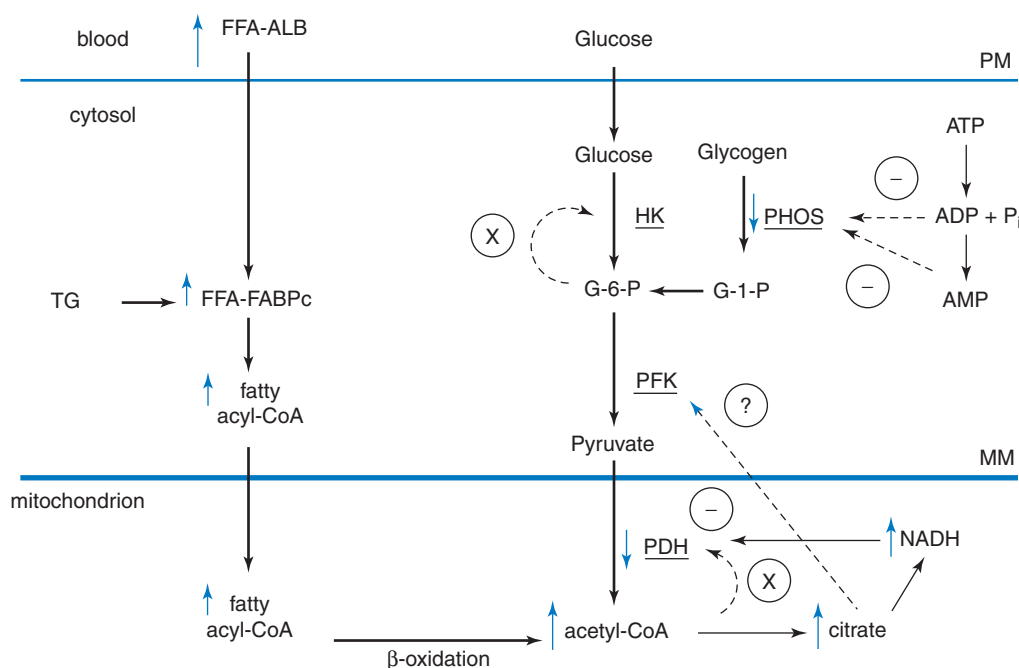 blood
FFA-ALB
Glucose
PM
cytosol
ATP
Glucose
Glycogen
–
HK
PHOS
ADP + Pi
X
TG
FFA-FABPc
G-6-P
G-1-P
–
AMP
fatty
acyl-CoA
PFK
?
Pyruvate
MM
mitochondrion
–
PDH
NADH
X
fatty
acyl-CoA
acetyl-CoA
citrate
β-oxidation